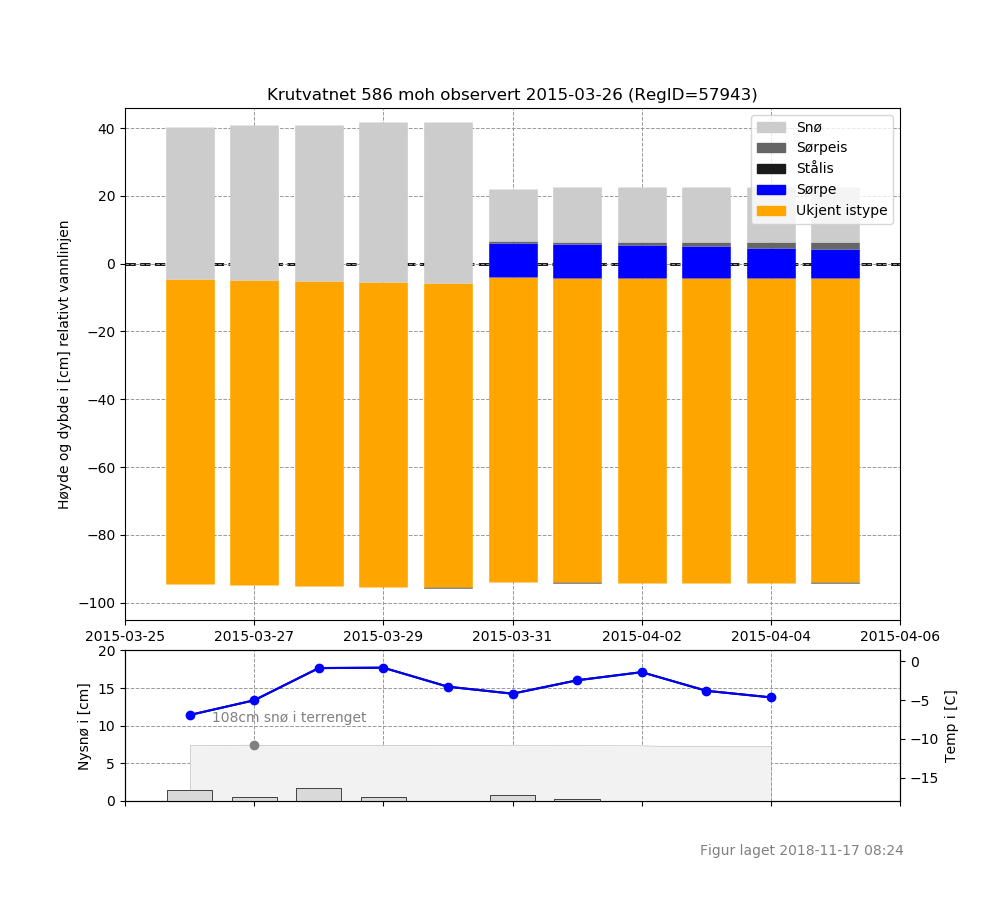 Krutvatnet 586 moh observert 2015-03-26 (RegID=57943)
Høyde og dybde i [cm] relativt vannlinjen
40
20
0
−20
−40
−60
−80
−100
Snø
Sørpeis
Stålis
Sørpe
Ukjent istype
2015-03-25 2015-03-27 2015-03-29 2015-03-31 2015-04-02 2015-04-04 2015-04-06
Nysnø i [cm]
20
15
10
5
0
108cm snø i terrenget
0
−5
−10
−15
Temp i [C]
Figur laget 2018-11-17 08:24